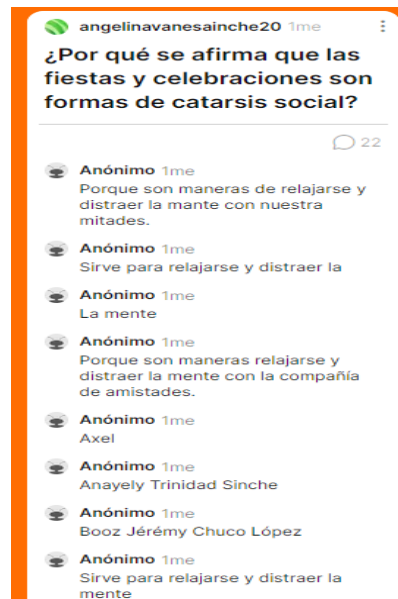 angelinavanesainche20 1me
¿Por qué se afirma que las
fiestas y celebraciones son
formas de catarsis social?
22
Anónimo 1me
Porque son maneras de relajarse y
distraer la mante con nuestra
mitades.
Anónimo 1me
Sirve para relajarse y distraer la
Anónimo 1me
La mente
Anónimo 1me
Porque son maneras relajarse y
distraer la mente con la compañía
de amistades.
Anónimo 1me
Axel
Anónimo 1me
Anayely Trinidad Sinche
Anónimo 1me
Booz Jérémy Chuco López
Anónimo 1me
Sirve para relajarse y distraer la
mente